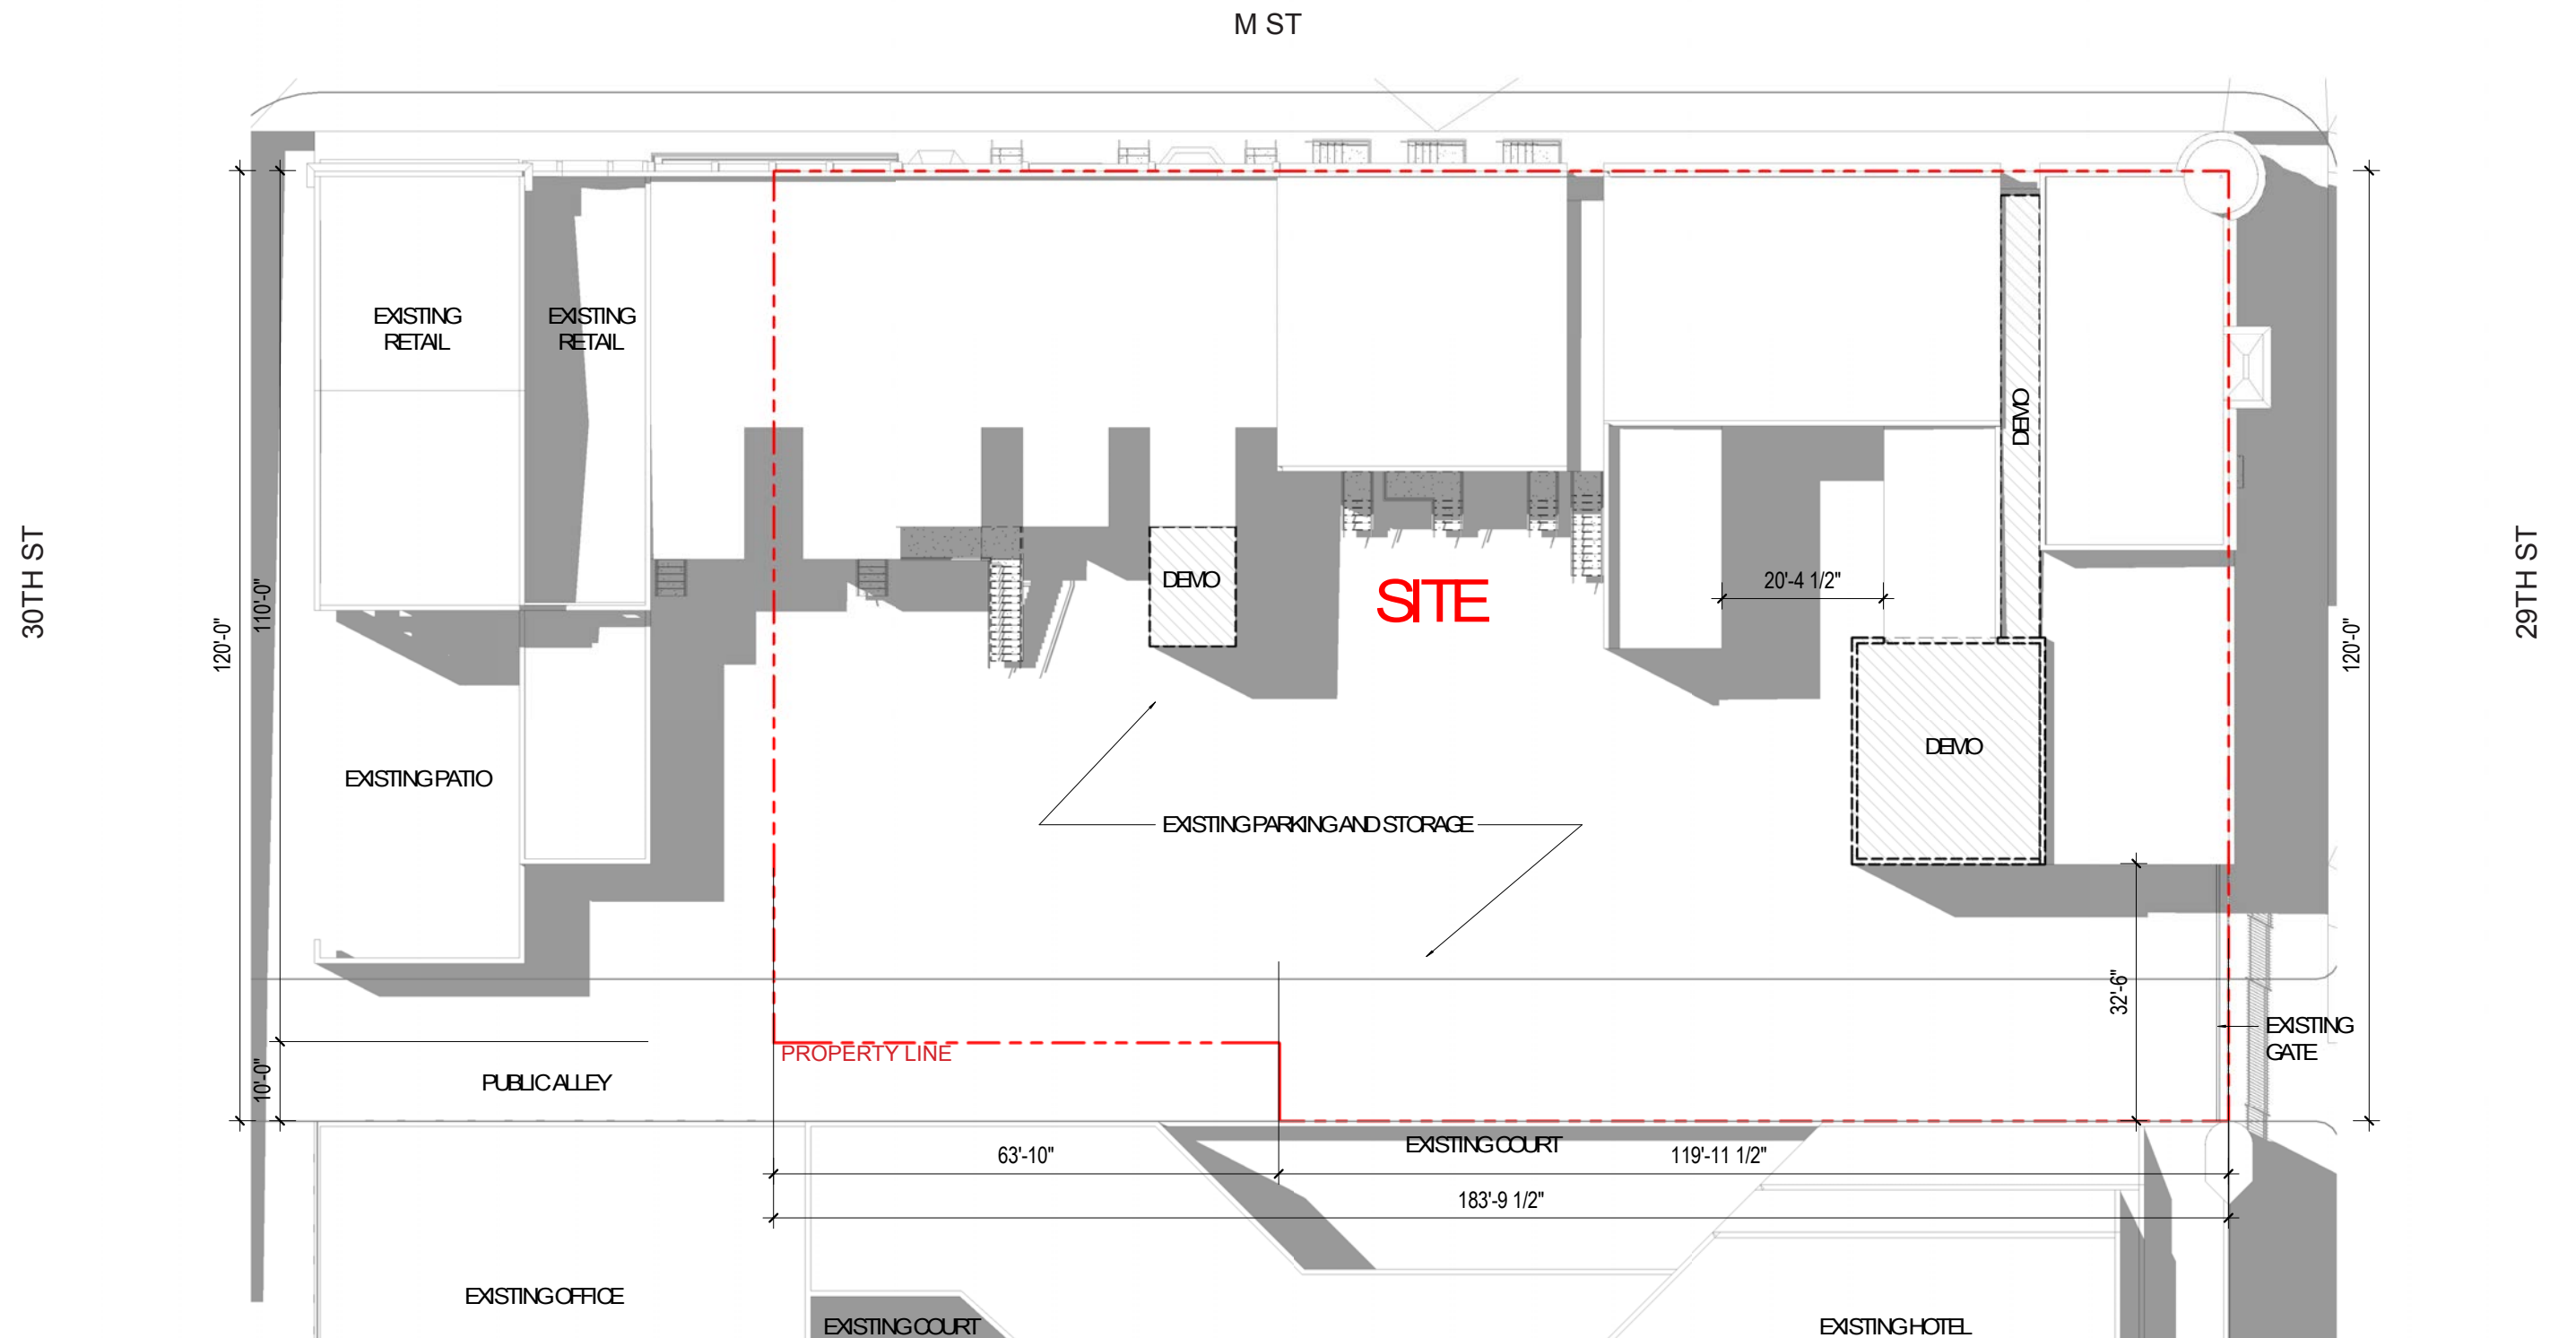 M ST
EXISTING
RETAIL
EXISTING
RETAIL
DEMO
30TH ST
29TH ST
120'-0"
110'-0"
DEMO
SITE
20'-4 1/2"
120'-0"
DEMO
EXISTING PATIO
EXISTING PARKING AND STORAGE
32'-6"
EXISTING
GATE
PROPERTY LINE
10'-0"
PUBLIC ALLEY
EXISTING COURT
63'-10"
119'-11 1/2"
183'-9 1/2"
EXISTING OFFICE
EXISTING COURT
EXISTING HOTEL